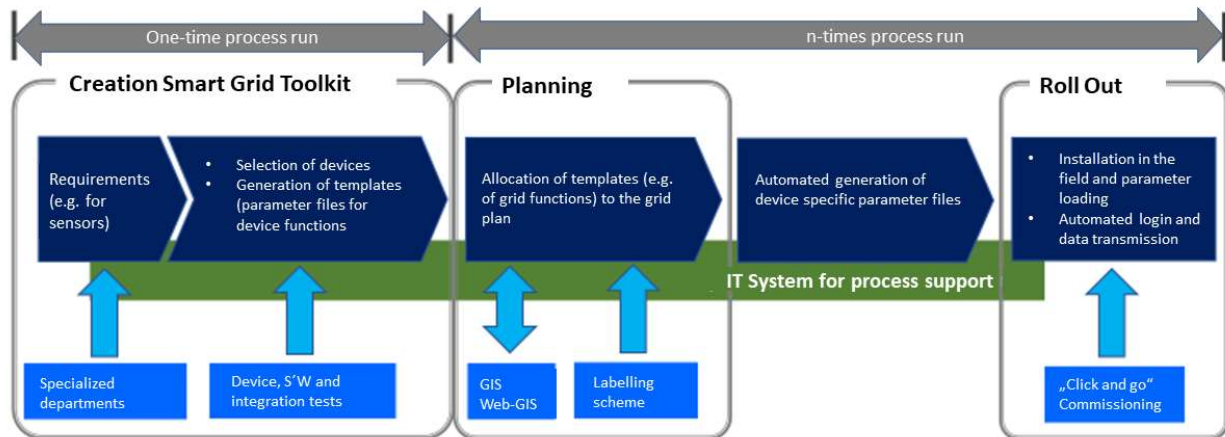 One-time process run
n-times process run
Creation Smart Grid Toolkit
Planning
Roll Out
Requirements
(e.g. for
sensors)
• Selection of devices
• Generation of templates
(parameter files for
device functions
Allocation of templates (e.g.
of grid functions) to the grid
plan
Automated generation of
device specific parameter files
• Installation in the
field and parameter
loading
• Automated login and
data transmission
IT System for process support
Specialized
departments
Device, S´W and
integration tests
GIS
Web-GIS
Labelling
scheme
„Click and go“
Commissioning